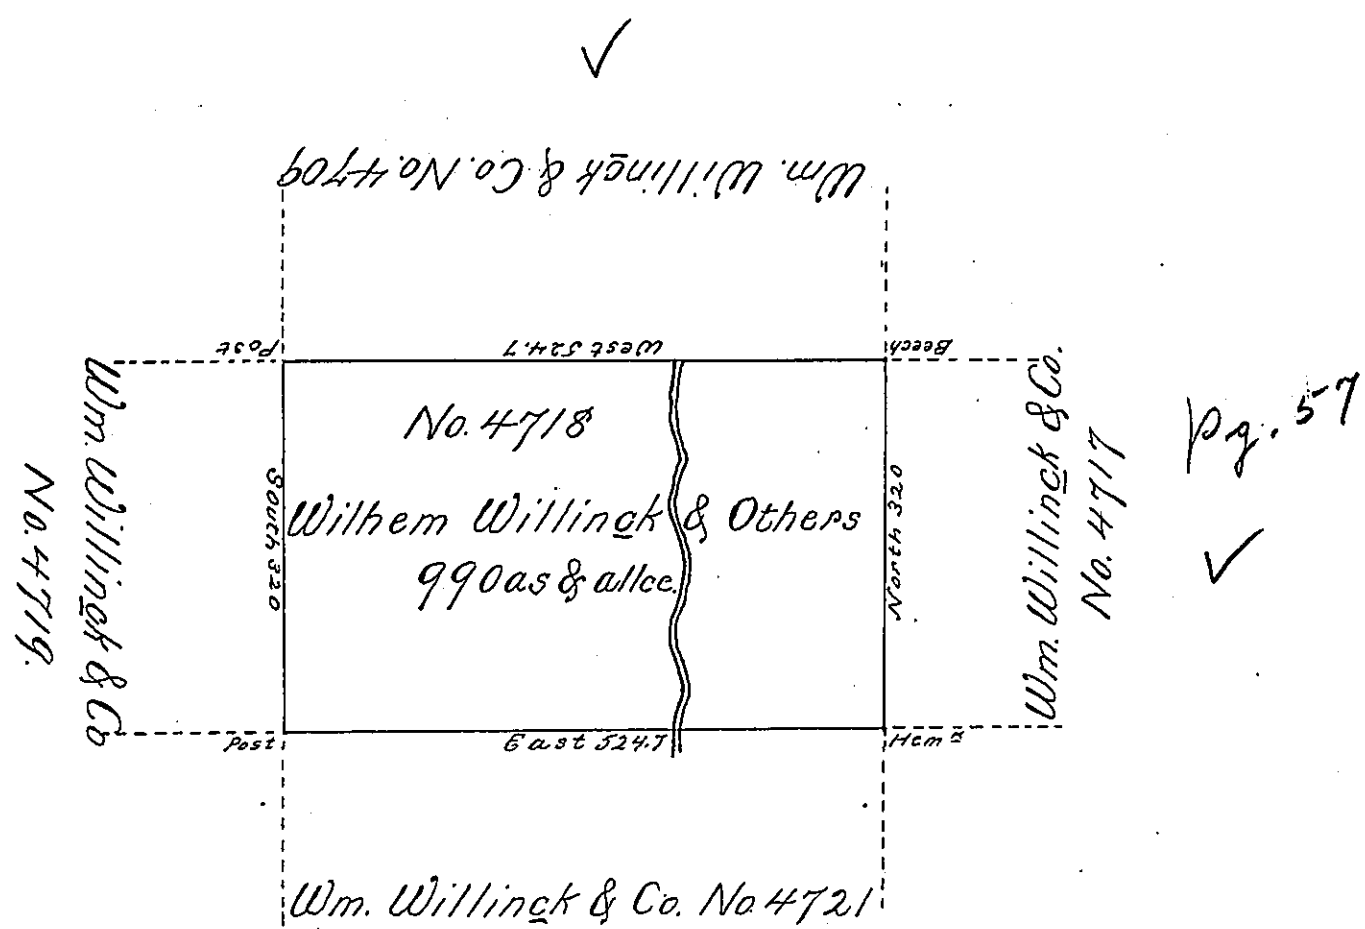 Wm. Willinck & Co. No. 4709
Post
West 524.7
Beech
Wm. Willinck & Co
No. 4719.
South 320
No. 4718
Wilhem Willinck & Others
990as & allce.
North 320
Wm. Willinck & Co.
No. 4717
pg. 57
Post
East 524.7
Wm. Willinck & Co. No 4721